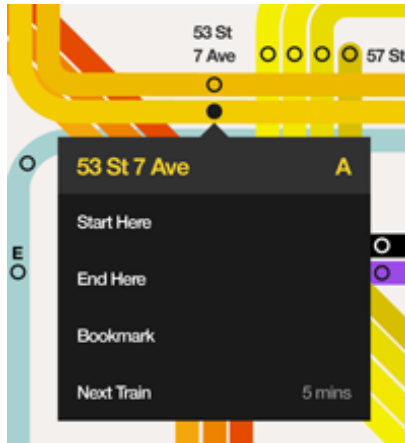 53 St
7 Ave
57 St
53 St 7 Ave A
Start Here
E
End Here
Bookmark
Next Train 5 mins